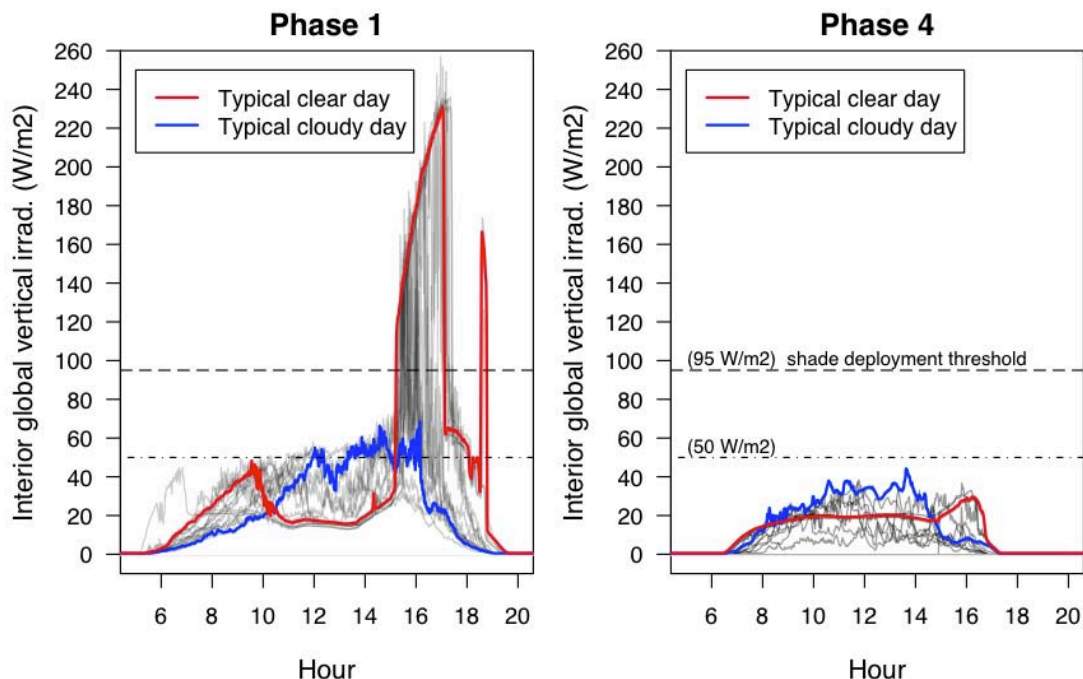 Phase 1
Interior global vertical irrad. (W/m2)
260
240
220
200
180
160
140
120
100
80
60
40
20
0
Typical clear day
Typical cloudy day
6 8 10 12 14 16 18 20
Hour
Phase 4
Interior global vertical irrad. (W/m2)
260
240
220
200
180
160
140
120
100
80
60
40
20
0
Typical clear day
Typical cloudy day
(95 W/m2) shade deployment threshold
(50 W/m2)
6 8 10 12 14 16 18 20
Hour